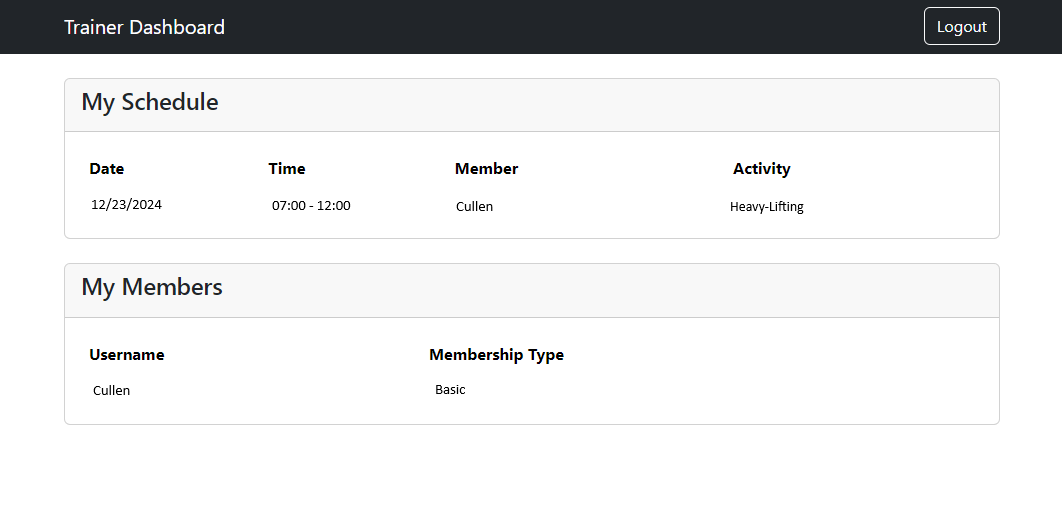 Trainer Dashboard Logout
My Schedule
Date Time Member Activity
12/23/2024 07:00 - 12:00 Cullen Heavy-Lifting
My Members
Username Membership Type
Cullen Basic